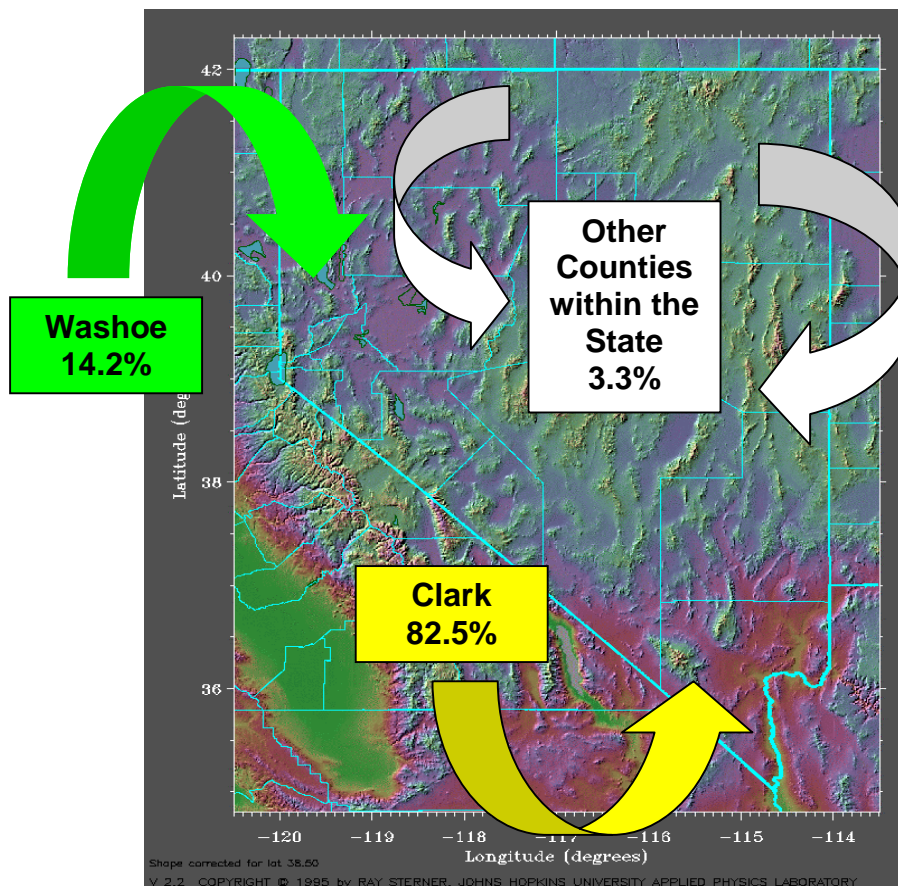 42
40
38
36
Latitude (deg
Washoe
14.2%
Other
Counties
within the
State
3.3%
Clark
82.5%
-120
-119
-118
-117
-116
-115
-114
Longitude (degrees)
Shape corrected for lat 38.50
V 2.2 COPYRIGHT © 1995 by RAY STERNER, JOHNS HOPKINS UNIVERSITY APPLIED PHYSICS LABORATORY